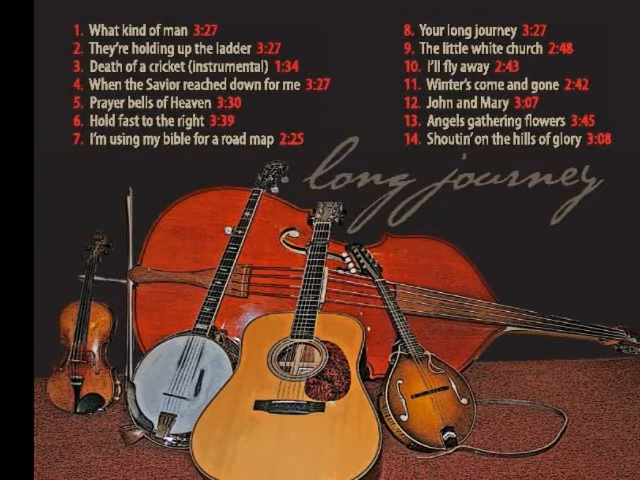 1. What kind of man 3:27
2. They're holding up the ladder 3:27
3. Death of a cricket (instrumental) 1:34
4. When the Savior reached down for me 3:27
5. Prayer bells of Heaven 3:30
6. Hold fast to the right 3:39
7. I'm using my bible for a road map 2:25
8. Your long journey 3:27
9. The little white church 2:48
10. I'll fly away 2:43
11. Winter's come and gone 2:42
12. John and Mary 3:07
13. Angels gathering flowers 3:45
14. Shoutin' on the hills of glory 3:08
long journey